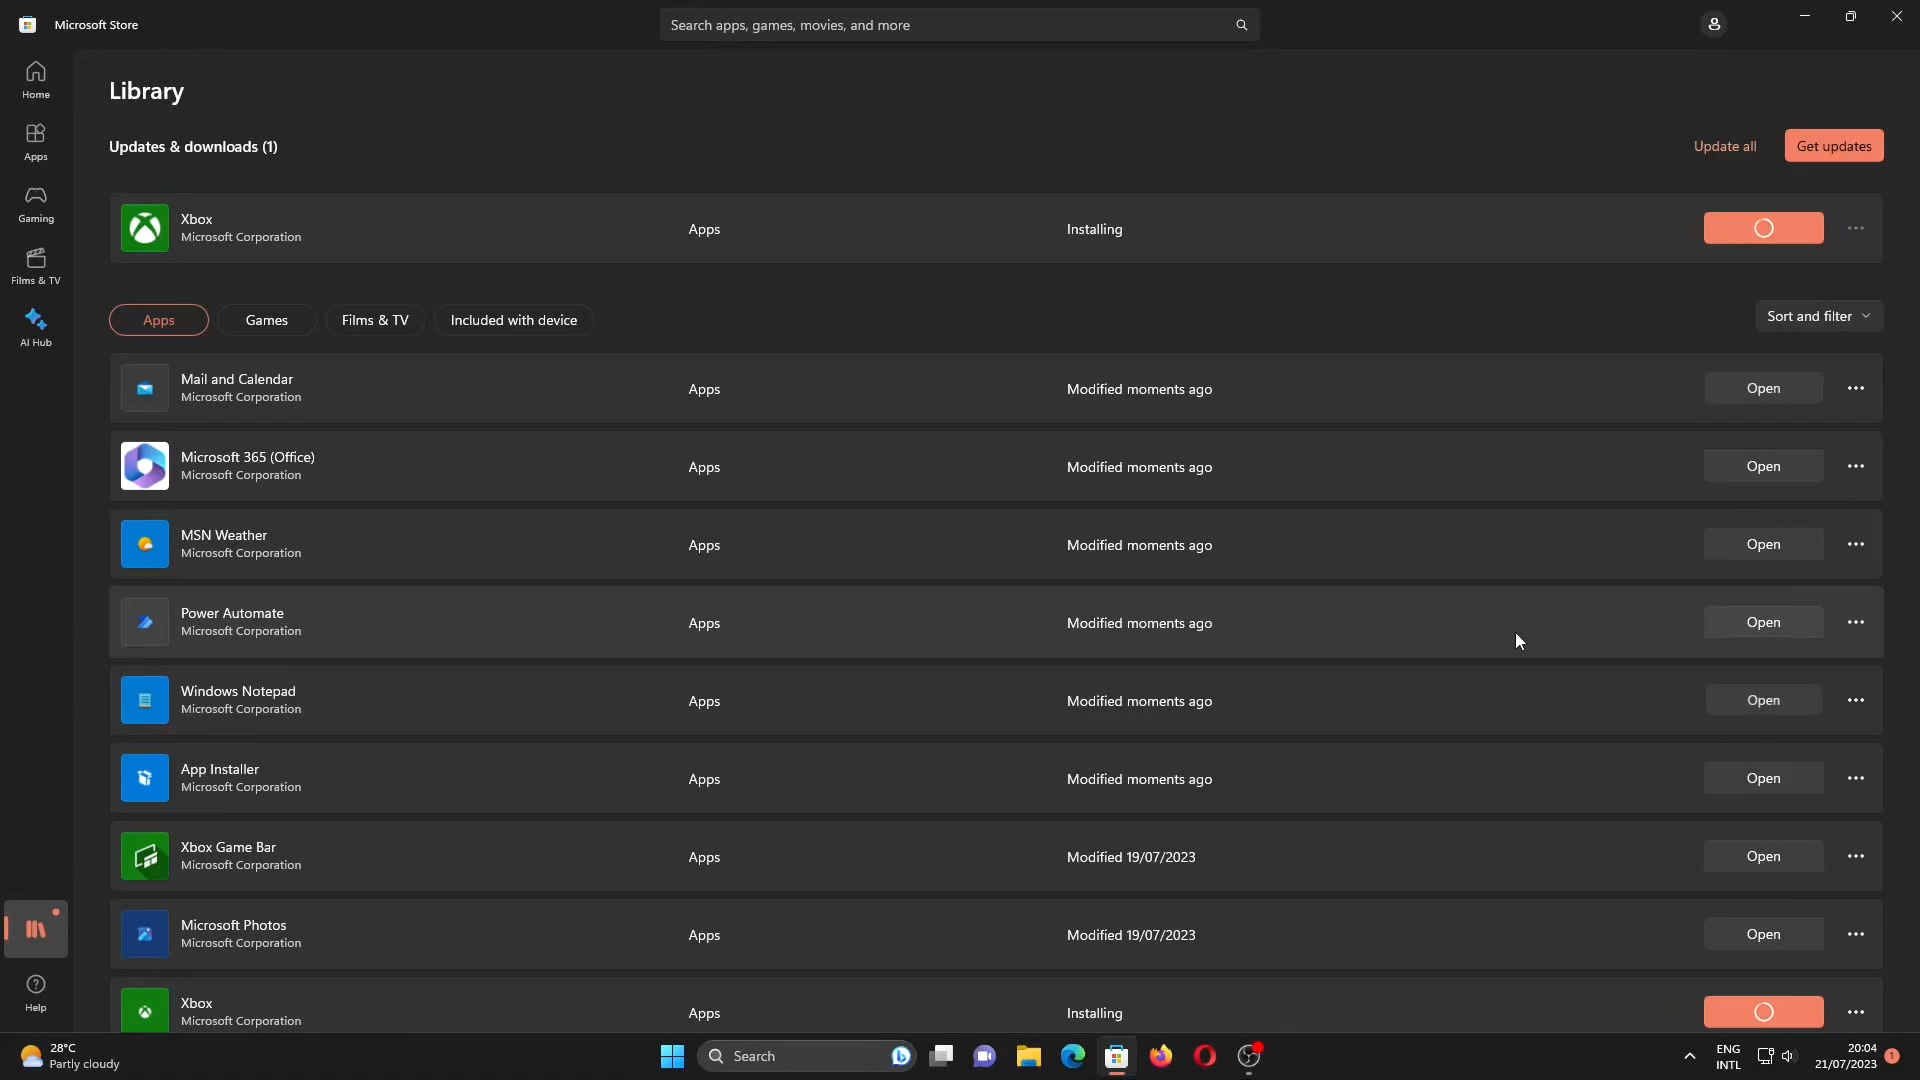 Microsoft Store
Search apps, games, movies, and more
Home
Apps
Gaming
Films & TV
AI Hub
Help
Library
Updates & downloads (1)
Update all
Get updates
Xbox
Microsoft Corporation
Apps
Installing
Apps
Games
Films & TV
Included with device
Sort and filter
Mail and Calendar
Microsoft Corporation
Apps
Modified moments ago
Open
Microsoft 365 (Office)
Microsoft Corporation
Apps
Modified moments ago
Open
MSN Weather
Microsoft Corporation
Apps
Modified moments ago
Open
Power Automate
Microsoft Corporation
Apps
Modified moments ago
Open
Windows Notepad
Microsoft Corporation
Apps
Modified moments ago
Open
App Installer
Microsoft Corporation
Apps
Modified moments ago
Open
Xbox Game Bar
Microsoft Corporation
Apps
Modified 19/07/2023
Open
Microsoft Photos
Microsoft Corporation
Apps
Modified 19/07/2023
Open
Xbox
Microsoft Corporation
Apps
Installing
28°C
Partly cloudy
Search
ENG
INTL
20:04
21/07/2023
1